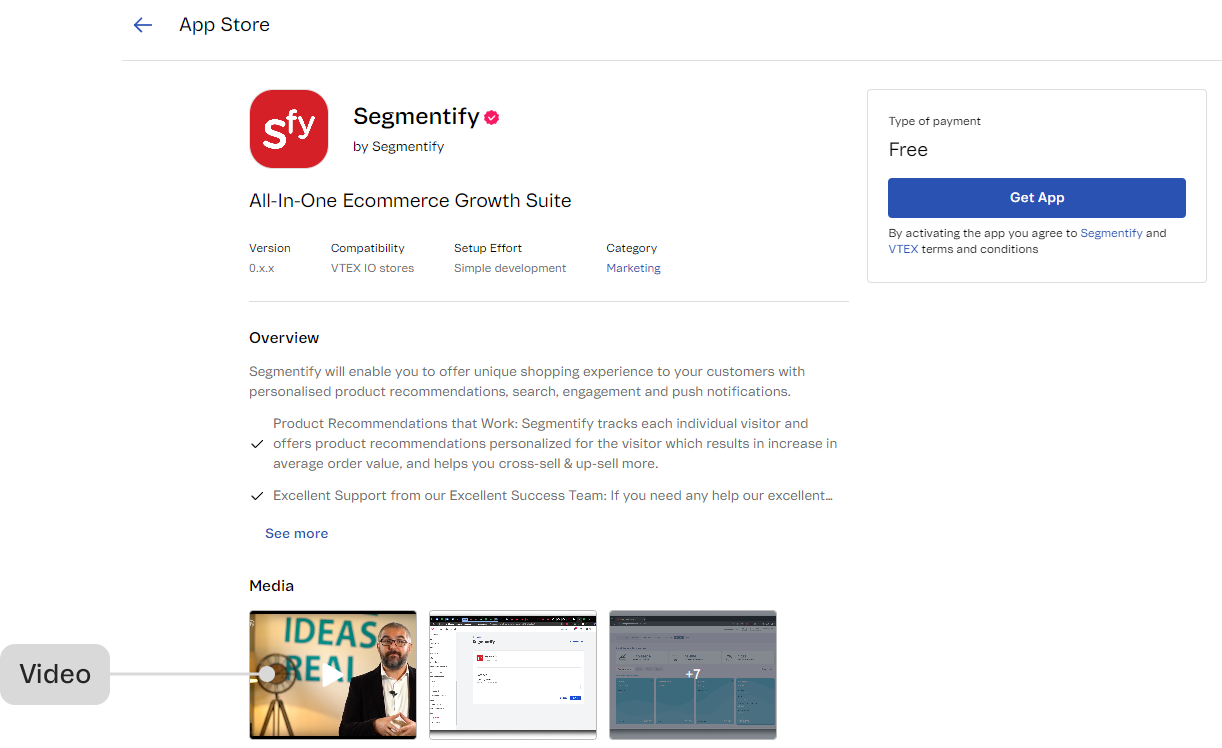 App Store
sfy
Segmentify
by Segmentify
All-In-One Ecommerce Growth Suite
Version
Compatibility
Setup Effort
Category
0.x.x
VTEX IO stores
Simple development
Marketing
Type of payment
Free
Get App
By activating the app you agree to Segmentify and
VTEX terms and conditions
Overview
Segmentify will enable you to offer unique shopping experience to your customers with
personalised product recommendations, search, engagement and push notifications.
Product Recommendations that Work: Segmentify tracks each individual visitor and
offers product recommendations personalized for the visitor which results in increase in
average order value, and helps you cross-sell & up-sell more.
Excellent Support from our Excellent Success Team: If you need any help our excellent...
See more
Media
Video
IDEAS
REAL
Segmentify
+7